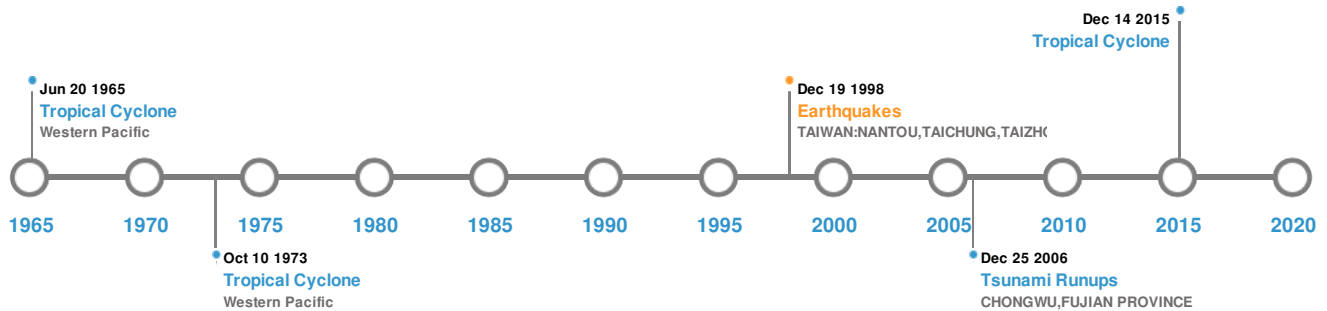 Dec 14 2015
Tropical Cyclone
Jun 20 1965
Tropical Cyclone
Western Pacific
Dec 19 1998
Earthquakes
TAIWAN:NANTOU,TAICHUNG,TAIZH
1965 1970 1975 1980 1985 1990 1995 2000 2005 2010 2015 2020
Oct 10 1973
Tropical Cyclone
Western Pacific
Dec 25 2006
Tsunami Runups
CHONGWU,FUJIAN PROVINCE